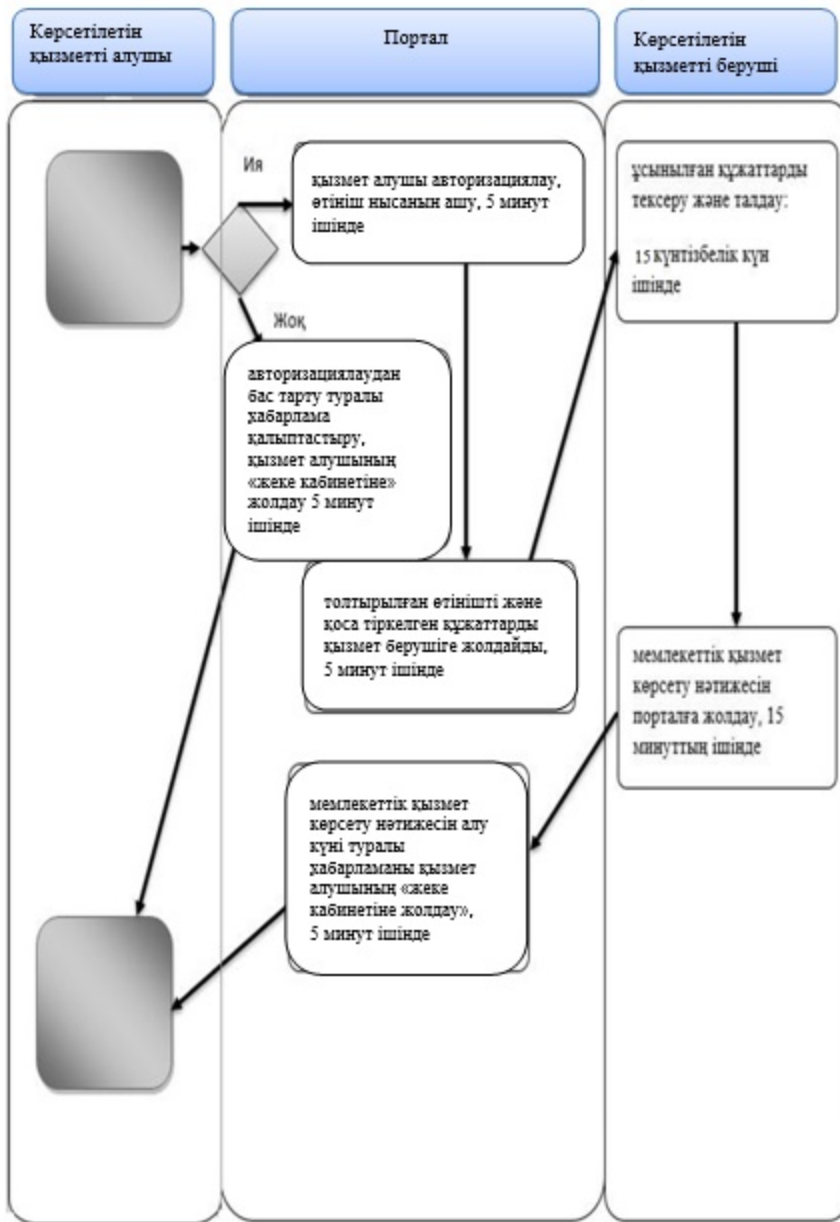 Көрсетілетін
қызметті алушы
Портал
Көрсетілетін
қызметті беруші
Ия
қызмет алушы авторизациялау,
өтініш нысанын ашу, 5 минут
ішінде
ұсынылған құжаттарды
тексеру және талдау;
15 күнтізбелік күн
ішінде
Жоқ
авторизациялаудан
бас тарту туралы
хабарлама
қалыптастыру,
қызмет алушының
«жеке кабинетіне»
жолдау 5 минут
ішінде
толтырылған өтінішті және
қоса тіркелген құжаттарды
қызмет берушіге жолдайды,
5 минут ішінде
мемлекеттік қызмет
көрсету нәтижесін
порталға жолдау, 15
минуттың ішінде
мемлекеттік қызмет
көрсету нәтижесін алу
күні туралы
хабарламаны қызмет
алушының «жеке
кабинетіне жолдау»,
5 минут ішінде